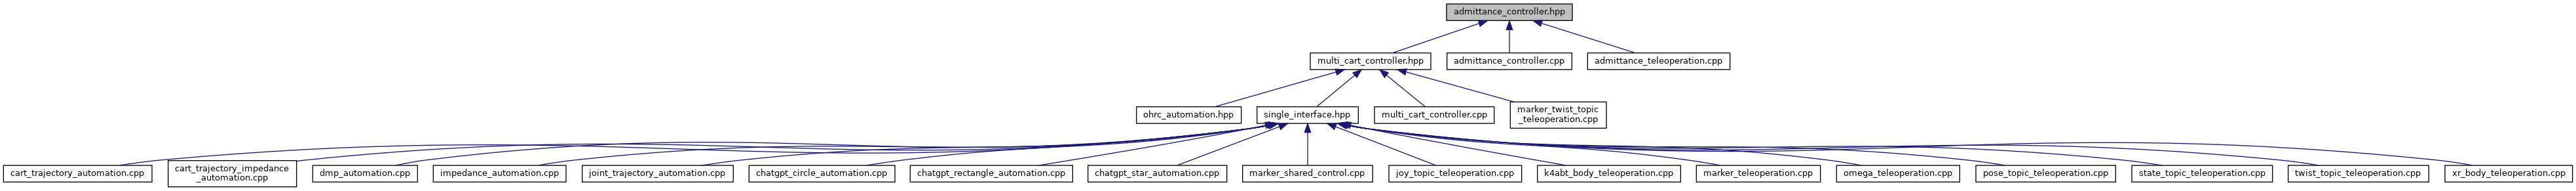 admittance_controller.hpp
multi_cart_controller.hpp
admittance_controller.cpp
admittance_teleoperation.cpp
ohrc_automation.hpp
single_interface.hpp
multi_cart_controller.cpp
marker_twist_topic
_teleoperation.cpp
cart_trajectory_automation.cpp
cart_trajectory_impedance
_automation.cpp
dmp_automation.cpp
impedance_automation.cpp
joint_trajectory_automation.cpp
chatgpt_circle_automation.cpp
chatgpt_rectangle_automation.cpp
chatgpt_star_automation.cpp
marker_shared_control.cpp
joy_topic_teleoperation.cpp
k4abt_body_teleoperation.cpp
marker_teleoperation.cpp
omega_teleoperation.cpp
pose_topic_teleoperation.cpp
state_topic_teleoperation.cpp
twist_topic_teleoperation.cpp
xr_body_teleoperation.cpp